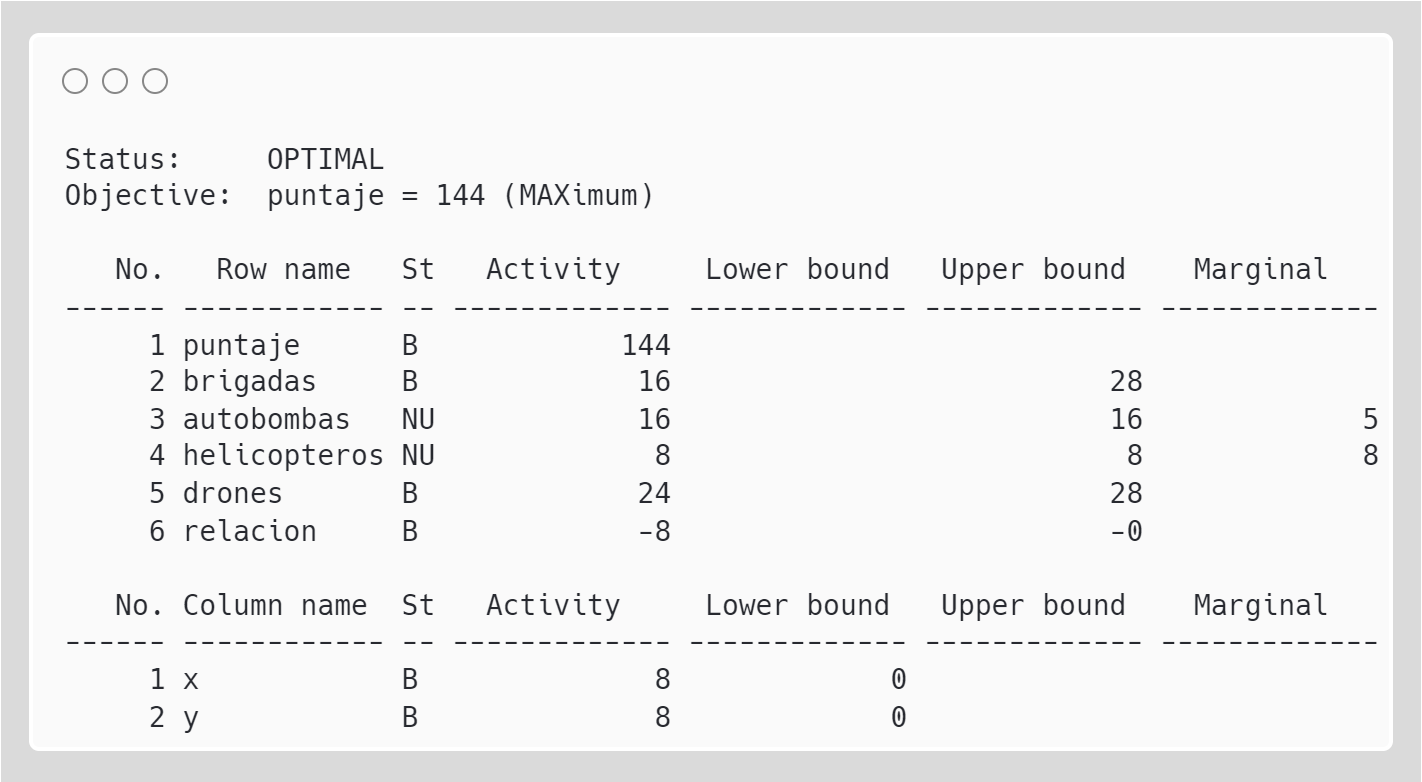 Status:     OPTIMAL
Objective:  puntaje = 144 (MAXimum)
   No.   Row name   St   Activity     Lower bound   Upper bound    Marginal
------ ------------ -- ------------- ------------- ------------- -------------
     1 puntaje      B            144
     2 brigadas     B             16                          28
     3 autobombas   NU            16                          16             5
     4 helicopteros NU             8                           8             8
     5 drones       B             24                          28
     6 relacion     B             -8                          -0
   No. Column name  St   Activity     Lower bound   Upper bound    Marginal
------ ------------ -- ------------- ------------- ------------- -------------
     1 x            B              8             0
     2 y            B              8             0